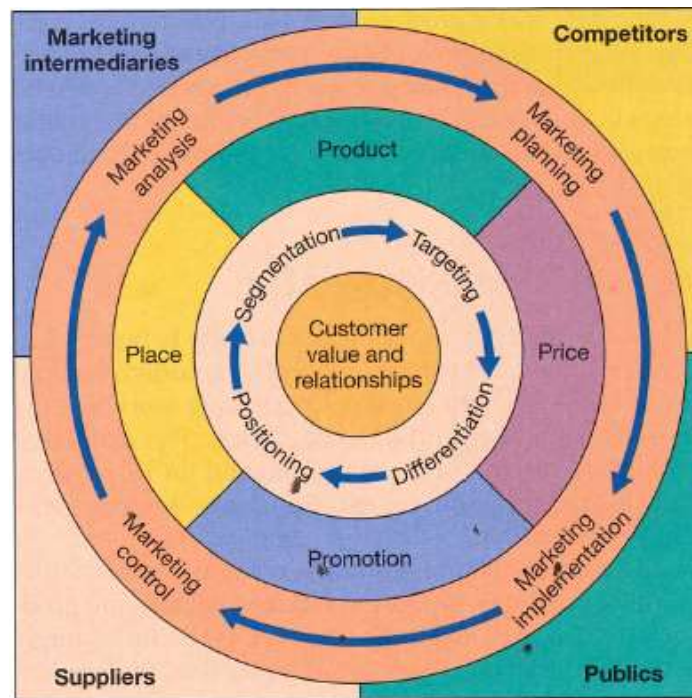 Marketing
intermediaries
Competitors
Marketing
analysis
Marketing
planning
Product
Segmentation
Targeting
Place
Customer
value and
relationships
Price
Positioning
Differentiation
Promotion
Marketing
control
Marketing
implementation
Suppliers
Publics